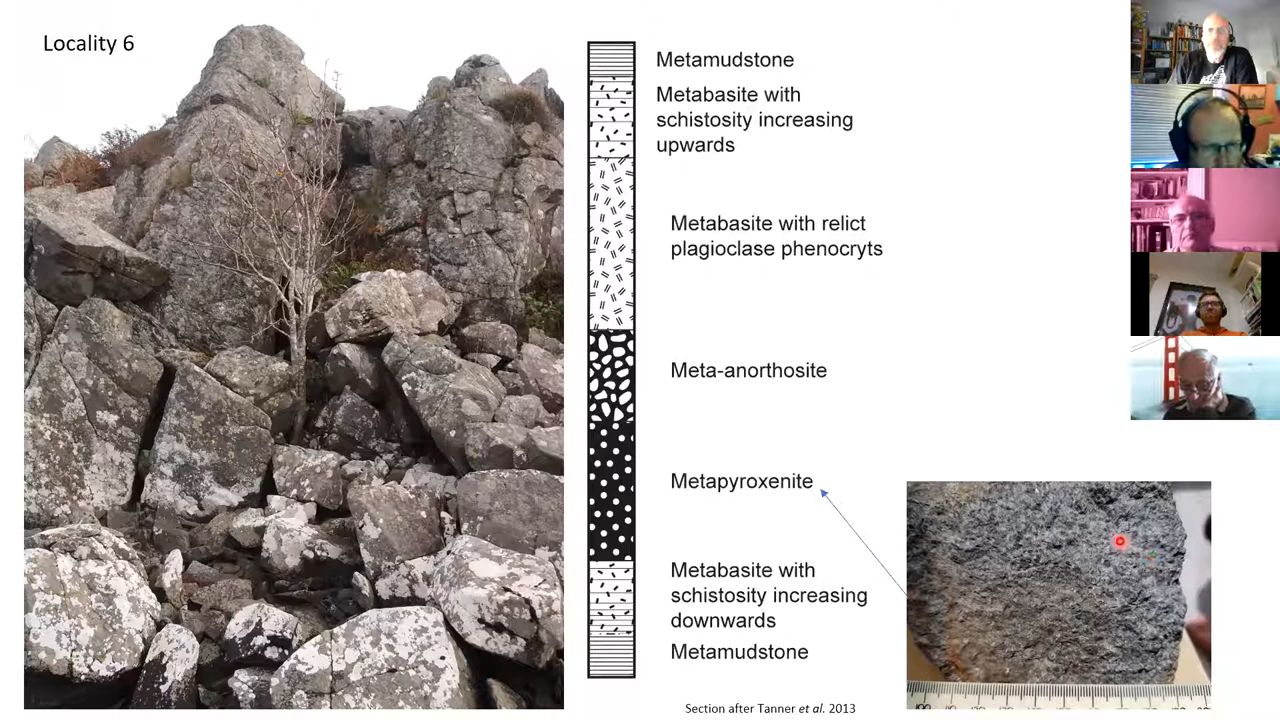 Locality 6
Metamudstone
Metabasite with
schistosity increasing
upwards
Metabasite with relict
plagioclase phenocryts
Meta-anorthosite
Metapyroxenite
Metabasite with
schistosity increasing
downwards
Metamudstone
Section after Tanner et al. 2013